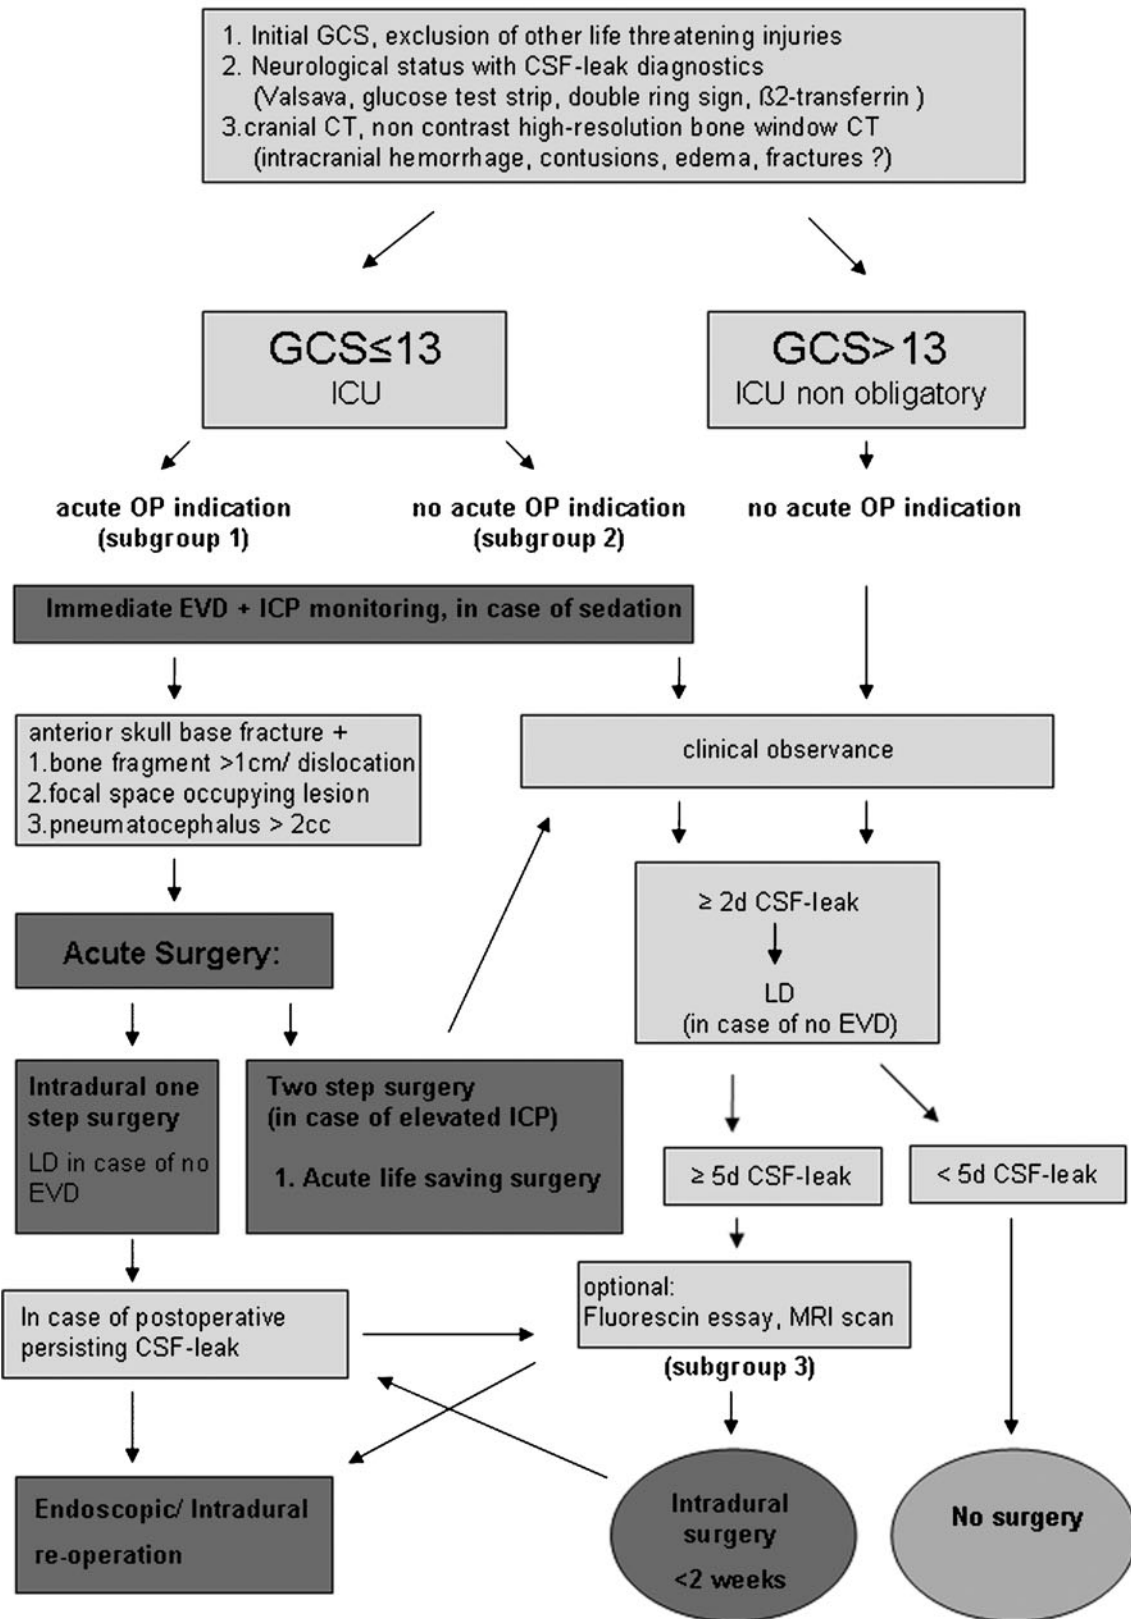 1. Initial GCS, exclusion of other life threatening injuries
2. Neurological status with CSF-leak diagnostics
(Valsava, glucose test strip, double ring sign, ß2-transferrin )
3.cranial CT, non contrast high-resolution bone window CT
(intracranial hemorrhage, contusions, edema, fractures ?)
GCS≤13
ICU
GCS>13
ICU non obligatory
acute OP indication
(subgroup 1)
no acute OP indication
(subgroup 2)
no acute OP indication
Immediate EVD + ICP monitoring, in case of sedation
anterior skull base fracture +
1.bone fragment >1cm/ dislocation
2.focal space occupying lesion
3.pneumatocephalus > 2cc
clinical observance
≥ 2d CSF-leak
LD
(in case of no EVD)
Acute Surgery:
Intradural one
step surgery
LD in case of no
EVD
Two step surgery
(in case of elevated ICP)
1. Acute life saving surgery
≥ 5d CSF-leak
< 5d CSF-leak
In case of postoperative
persisting CSF-leak
optional:
Fluorescin essay, MRI scan
(subgroup 3)
Endoscopic/ Intradural
re-operation
Intradural
surgery
<2 weeks
No surgery